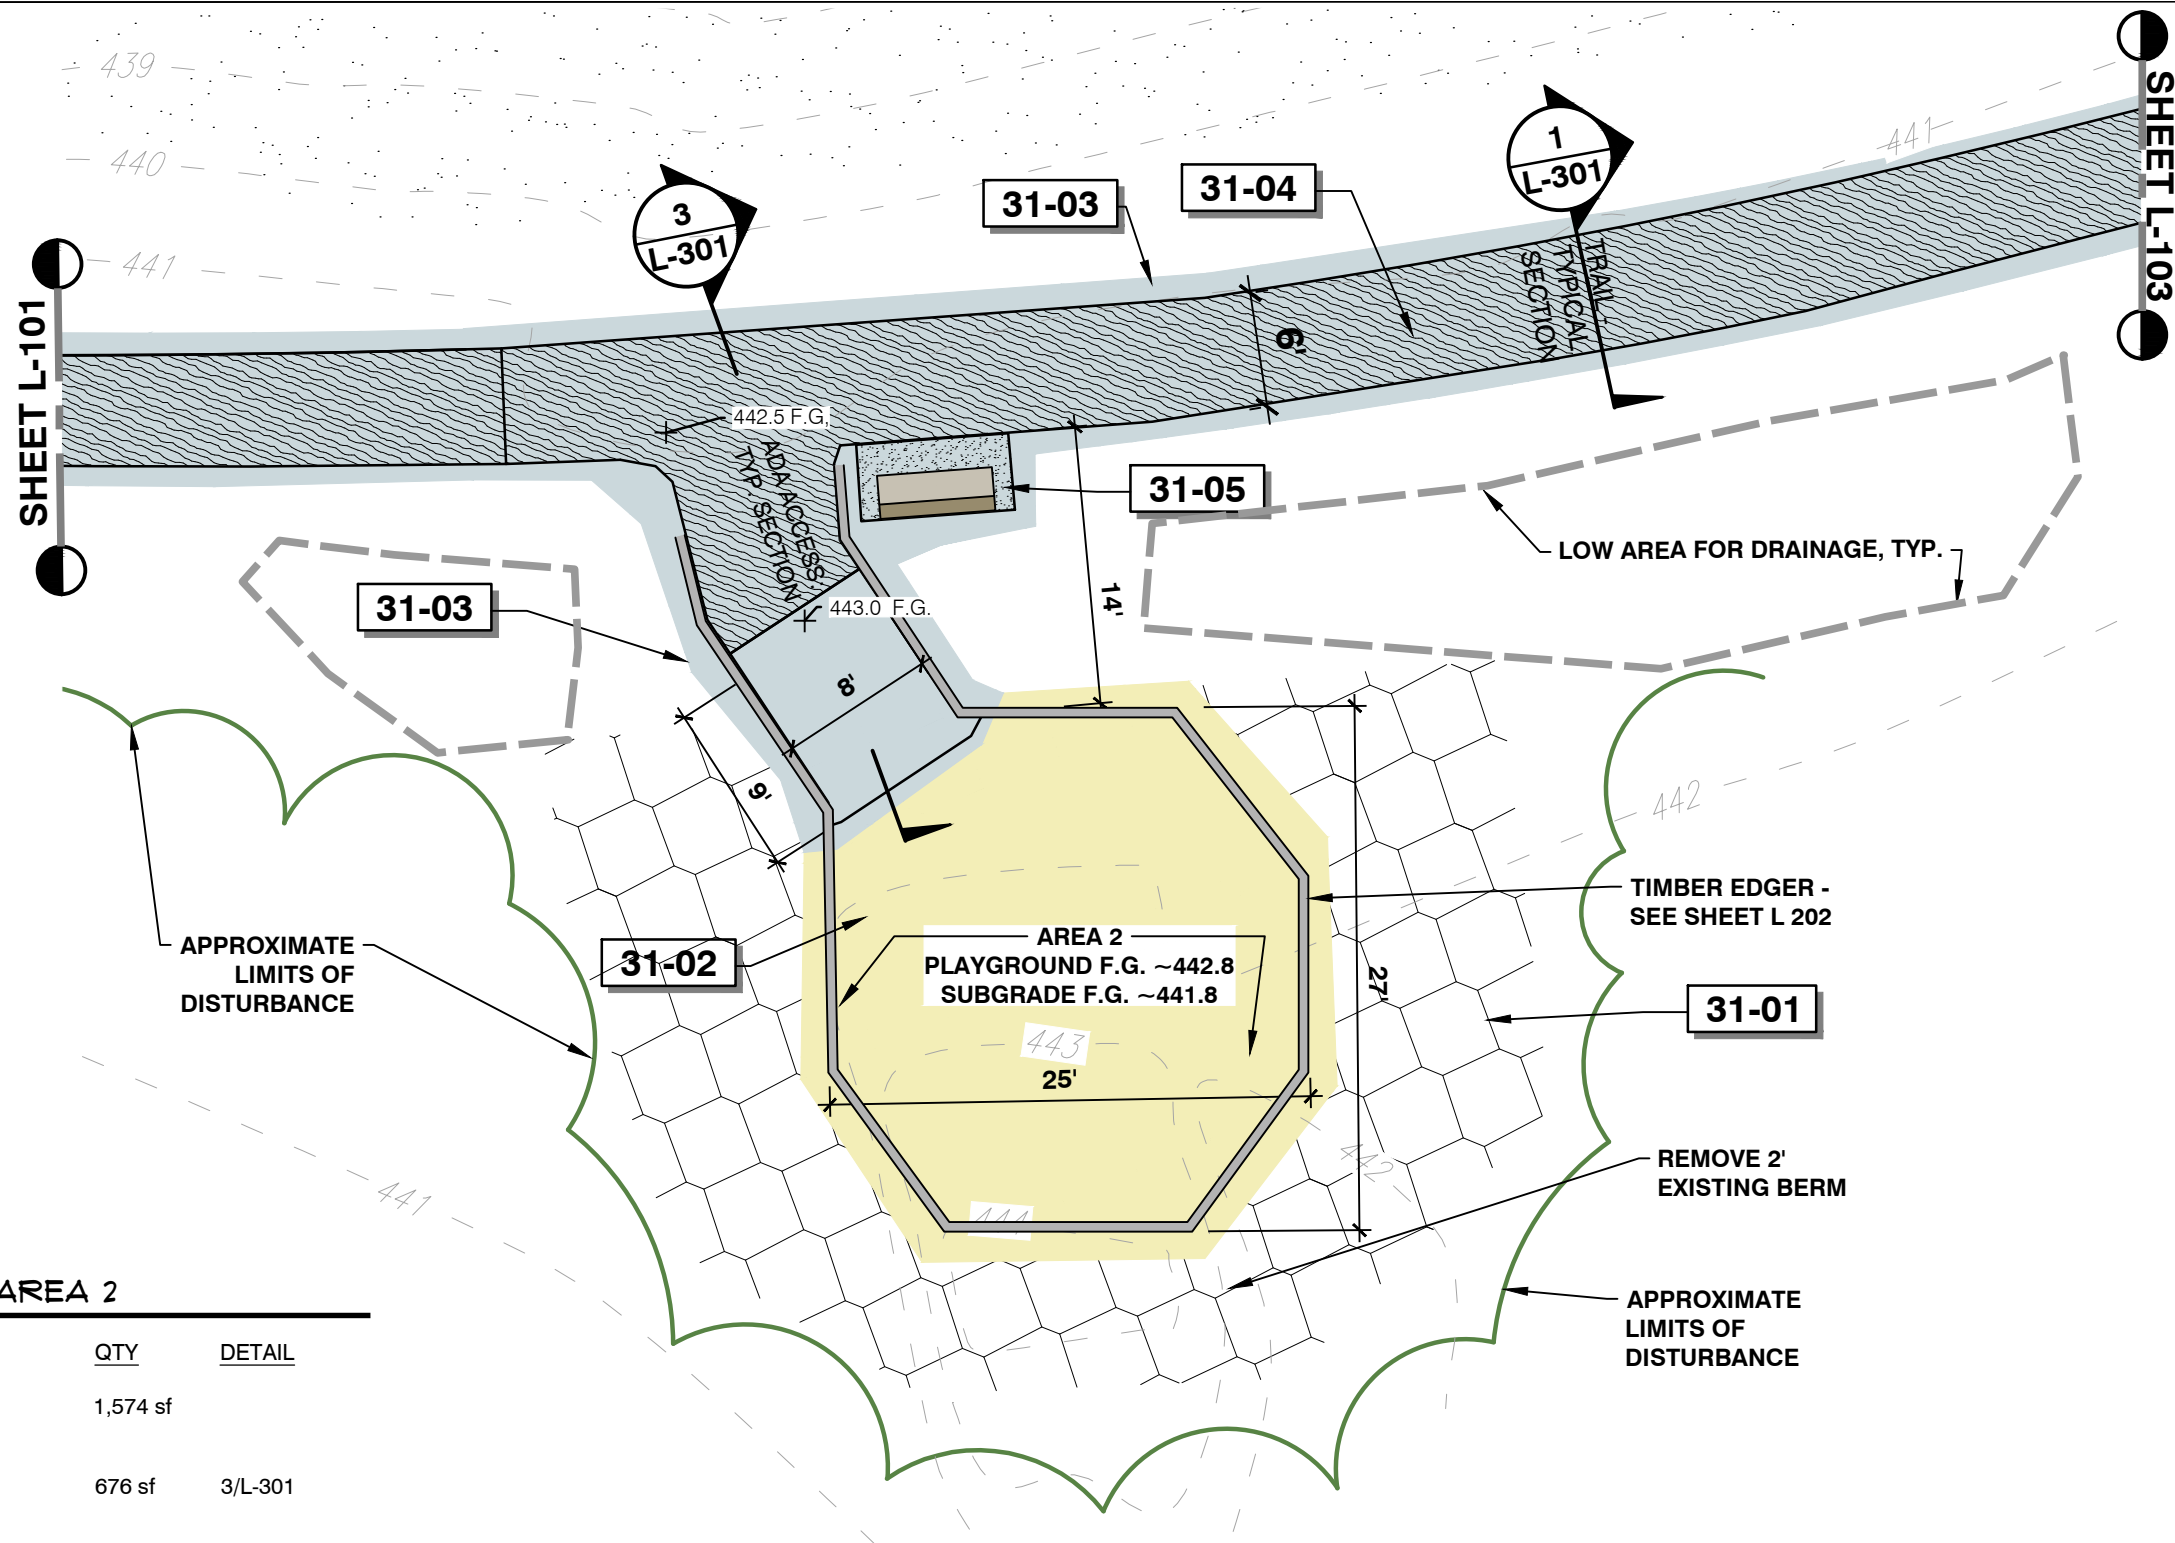 439
440
441
441
SHEET L-101
SHEET L-103
3
L-301
1
L-301
31-03
31-04
6'
TRAIL -
TYPICAL
SECTION
442.5 F.G.
ADA ACCESS.
TYP. SECTION
31-05
LOW AREA FOR DRAINAGE, TYP.
31-03
443.0 F.G.
14'
8'
9'
442
TIMBER EDGER -
SEE SHEET L 202
APPROXIMATE
LIMITS OF
DISTURBANCE
31-02
AREA 2
PLAYGROUND F.G. ~442.8
SUBGRADE F.G. ~441.8
27'
31-01
443
25'
442
REMOVE 2'
EXISTING BERM
441
444
AREA 2
APPROXIMATE
LIMITS OF
DISTURBANCE
QTY DETAIL
1,574 sf
676 sf 3/L-301